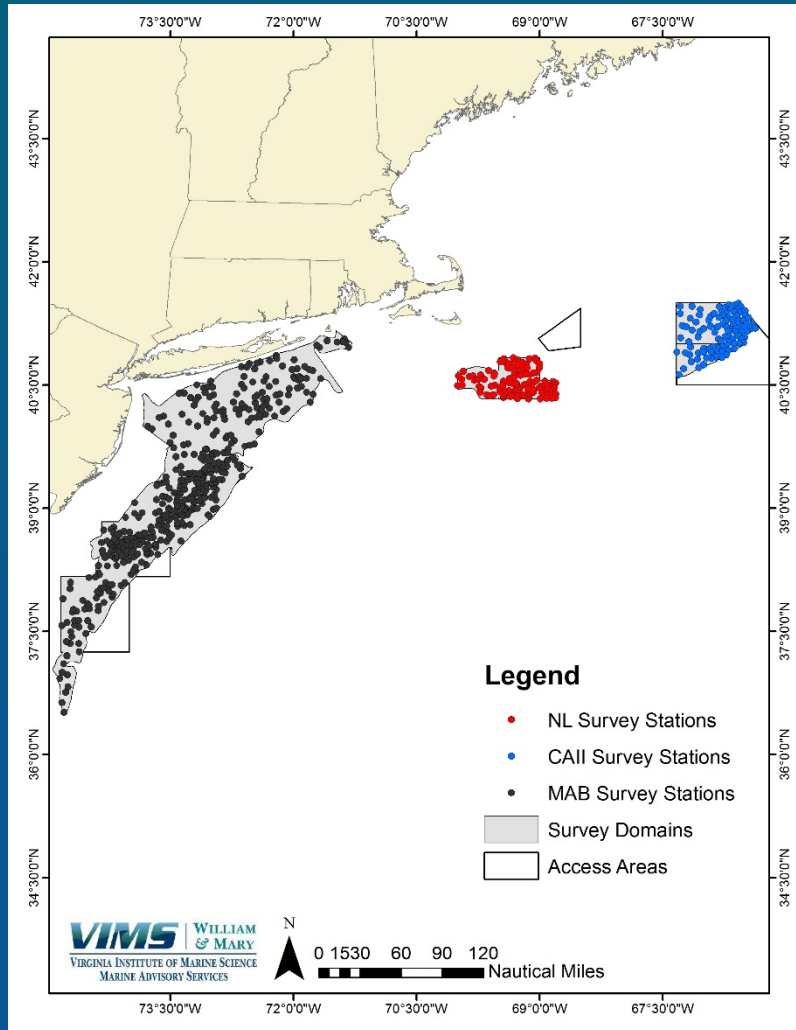 73°30'0"W 72°0'0"W 70°30'0"W 69°0'0"W 67°30'0"W
43°30'0"N 43°30'0"N
42°0'0"N 42°0'0"N
40°30'0"N 40°30'0"N
39°0'0"N 39°0'0"N
37°30'0"N 37°30'0"N
36°0'0"N 36°0'0"N
34°30'0"N 34°30'0"N
Legend
NL Survey Stations
CAII Survey Stations
MAB Survey Stations
Survey Domains
Access Areas
VIMS | WILLIAM & MARY
VIRGINIA INSTITUTE OF MARINE SCIENCE
MARINE ADVISORY SERVICES
N
0 1530 60 90 120
Nautical Miles
73°30'0"W 72°0'0"W 70°30'0"W 69°0'0"W 67°30'0"W